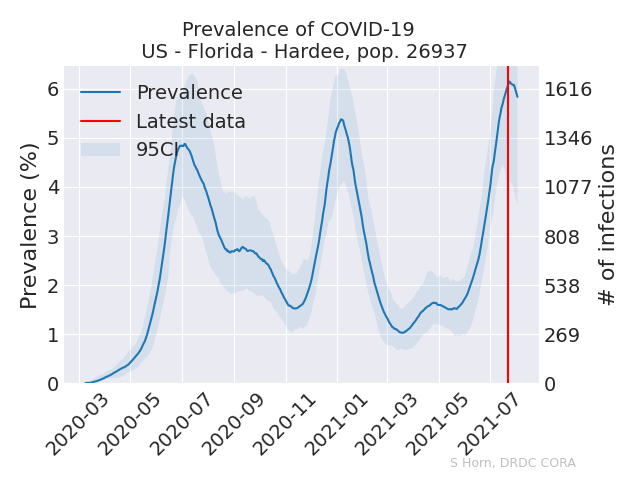 Prevalence of COVID-19
US - Florida - Hardee, pop. 26937
Prevalence
Latest data
95CI
Prevalence (%)
6
5
4
3
2
1
0
1616
1346
1077
808
538
269
0
# of infections
2020-03
2020-05
2020-07
2020-09
2020-11
2021-01
2021-03
2021-05
2021-07
S Horn, DRDC CORA